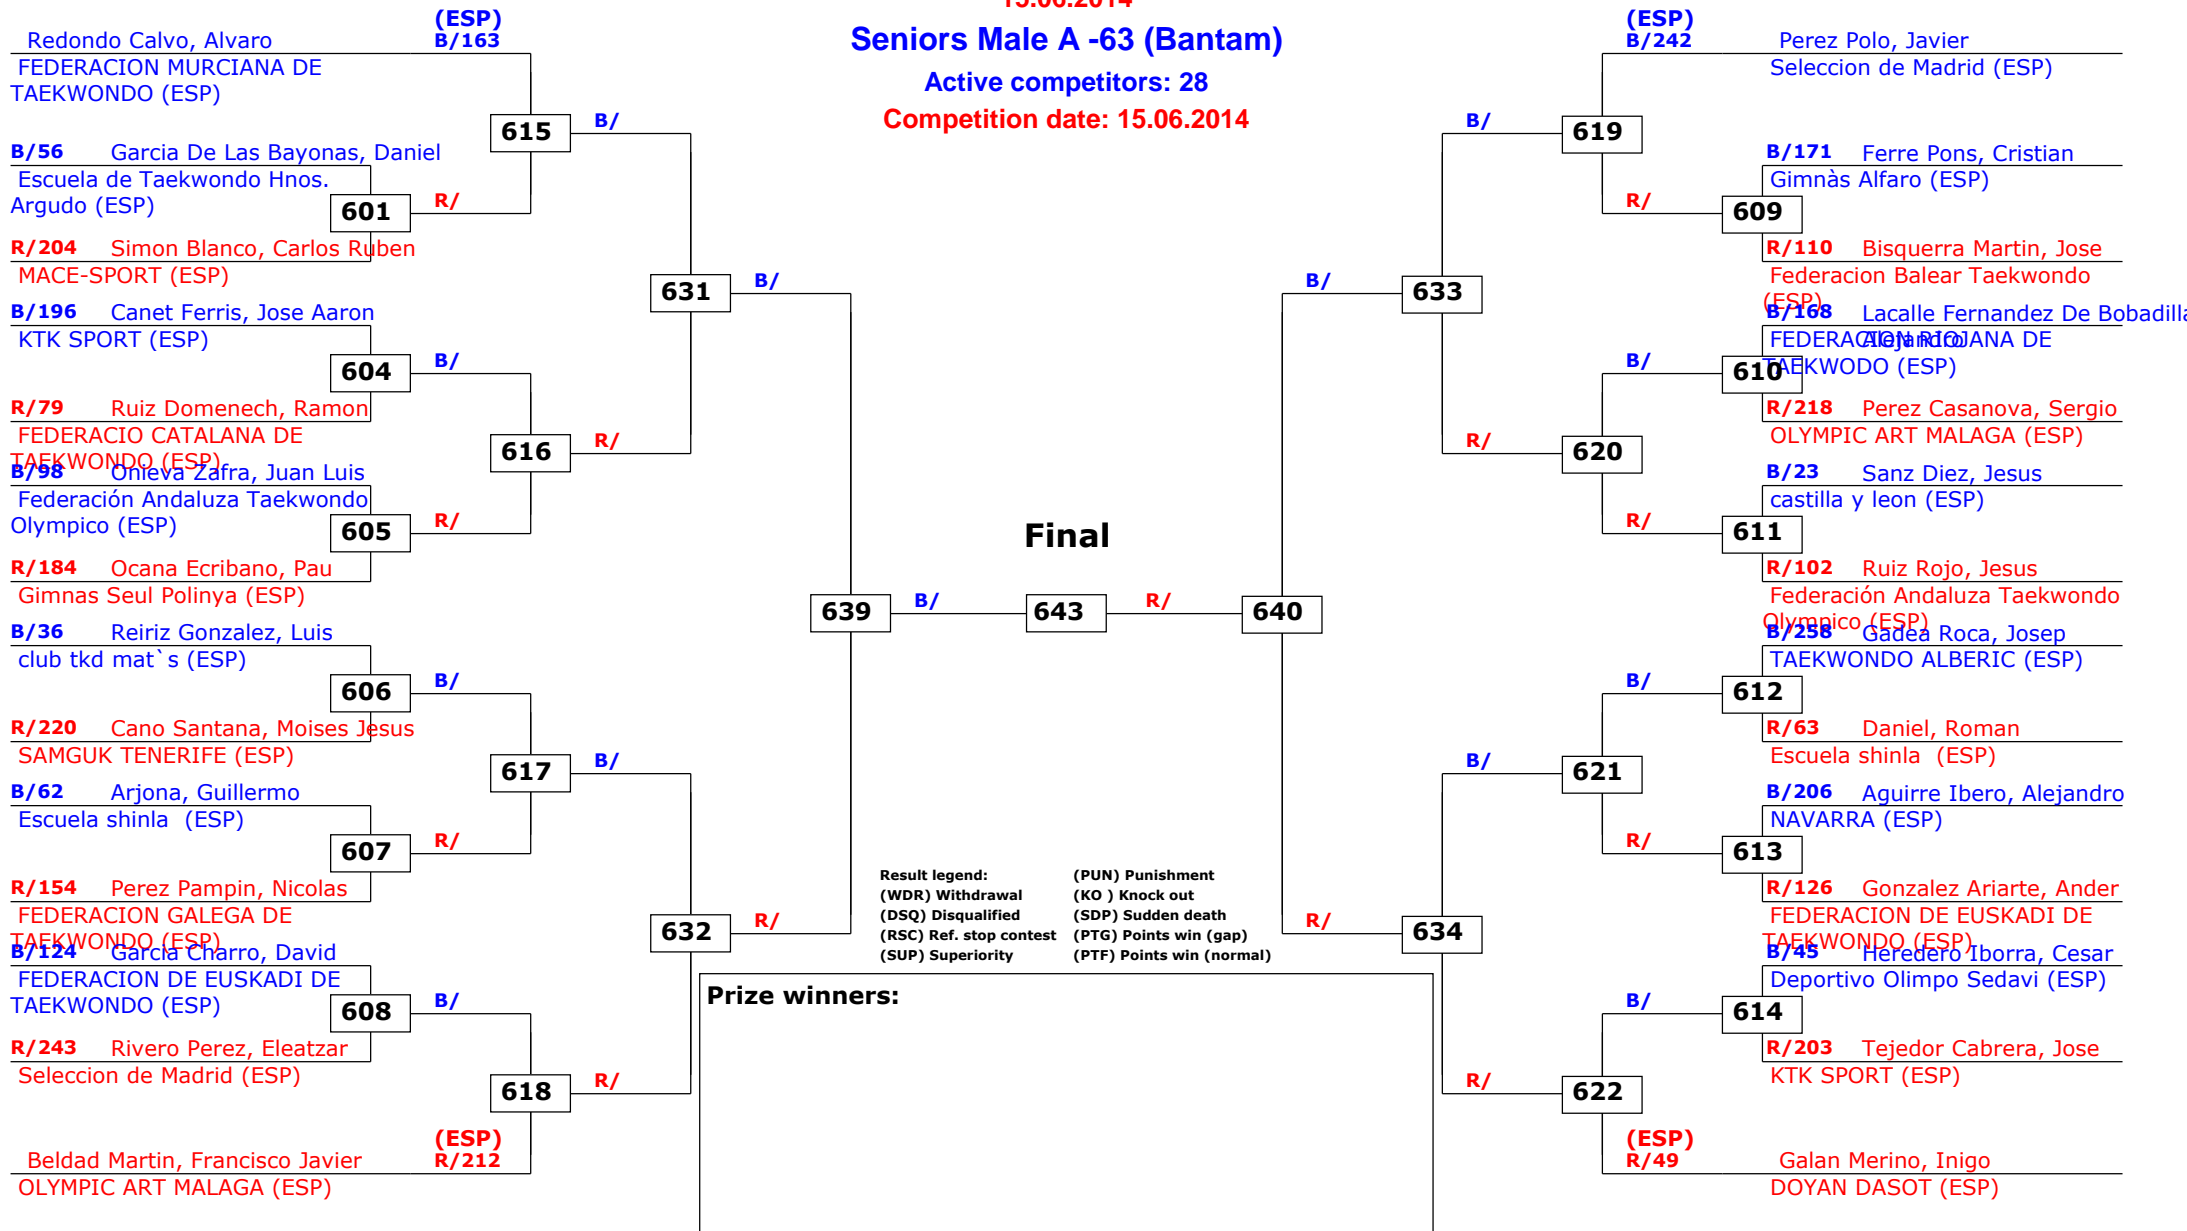 15.06.2014
Seniors Male A -63 (Bantam)
Active competitors: 28
Competition date: 15.06.2014
(ESP)
Redondo Calvo, Alvaro B/163
FEDERACION MURCIANA DE
TAEKWONDO (ESP)
615 B/
B/56 Garcia De Las Bayonas, Daniel
Escuela de Taekwondo Hnos.
Argudo (ESP)
601 R/
R/204 Simon Blanco, Carlos Ruben
MACE-SPORT (ESP)
631 B/
B/196 Canet Ferris, Jose Aaron
KTK SPORT (ESP)
604 B/
R/79 Ruiz Domenech, Ramon
FEDERACIO CATALANA DE
TAEKWONDO (ESP)
616 R/
B/98 Onieva Zafra, Juan Luis
Federación Andaluza Taekwondo
Olympico (ESP)
605 R/
R/184 Ocana Ecribano, Pau
Gimnas Seul Polinya (ESP)
639 B/
B/36 Reiriz Gonzalez, Luis
club tkd mat`s (ESP)
606 B/
R/220 Cano Santana, Moises Jesus
SAMGUK TENERIFE (ESP)
617 B/
B/62 Arjona, Guillermo
Escuela shinla (ESP)
607 R/
R/154 Perez Pampin, Nicolas
FEDERACION GALEGA DE
TAEKWONDO (ESP)
632 R/
B/124 Garcia Charro, David
FEDERACION DE EUSKADI DE
TAEKWONDO (ESP)
608 B/
R/243 Rivero Perez, Eleatzar
Seleccion de Madrid (ESP)
618 R/
(ESP)
Beldad Martin, Francisco Javier R/212
OLYMPIC ART MALAGA (ESP)
Final
643
R/ 640
(ESP)
B/242 Perez Polo, Javier
Seleccion de Madrid (ESP)
B/ 619
B/171 Ferre Pons, Cristian
Gimnàs Alfaro (ESP)
R/ 609
R/110 Bisquerra Martin, Jose
Federacion Balear Taekwondo
(ESP)
B/ 633
B/168 Lacalle Fernandez De Bobadilla
Alejandro
FEDERACION RIOJANA DE
TAEKWODO (ESP)
B/ 610
R/218 Perez Casanova, Sergio
OLYMPIC ART MALAGA (ESP)
R/ 620
B/23 Sanz Diez, Jesus
castilla y leon (ESP)
R/ 611
R/102 Ruiz Rojo, Jesus
Federación Andaluza Taekwondo
Olympico (ESP)
B/258 Gadea Roca, Josep
TAEKWONDO ALBERIC (ESP)
B/ 612
R/63 Daniel, Roman
Escuela shinla (ESP)
B/ 621
B/206 Aguirre Ibero, Alejandro
NAVARRA (ESP)
R/ 613
R/126 Gonzalez Ariarte, Ander
FEDERACION DE EUSKADI DE
TAEKWONDO (ESP)
R/ 634
B/45 Heredero Iborra, Cesar
Deportivo Olimpo Sedavi (ESP)
B/ 614
R/203 Tejedor Cabrera, Jose
KTK SPORT (ESP)
R/ 622
(ESP)
R/49 Galan Merino, Inigo
DOYAN DASOT (ESP)
Result legend: (PUN) Punishment
(WDR) Withdrawal (KO ) Knock out
(DSQ) Disqualified (SDP) Sudden death
(RSC) Ref. stop contest (PTG) Points win (gap)
(SUP) Superiority (PTF) Points win (normal)
Prize winners: